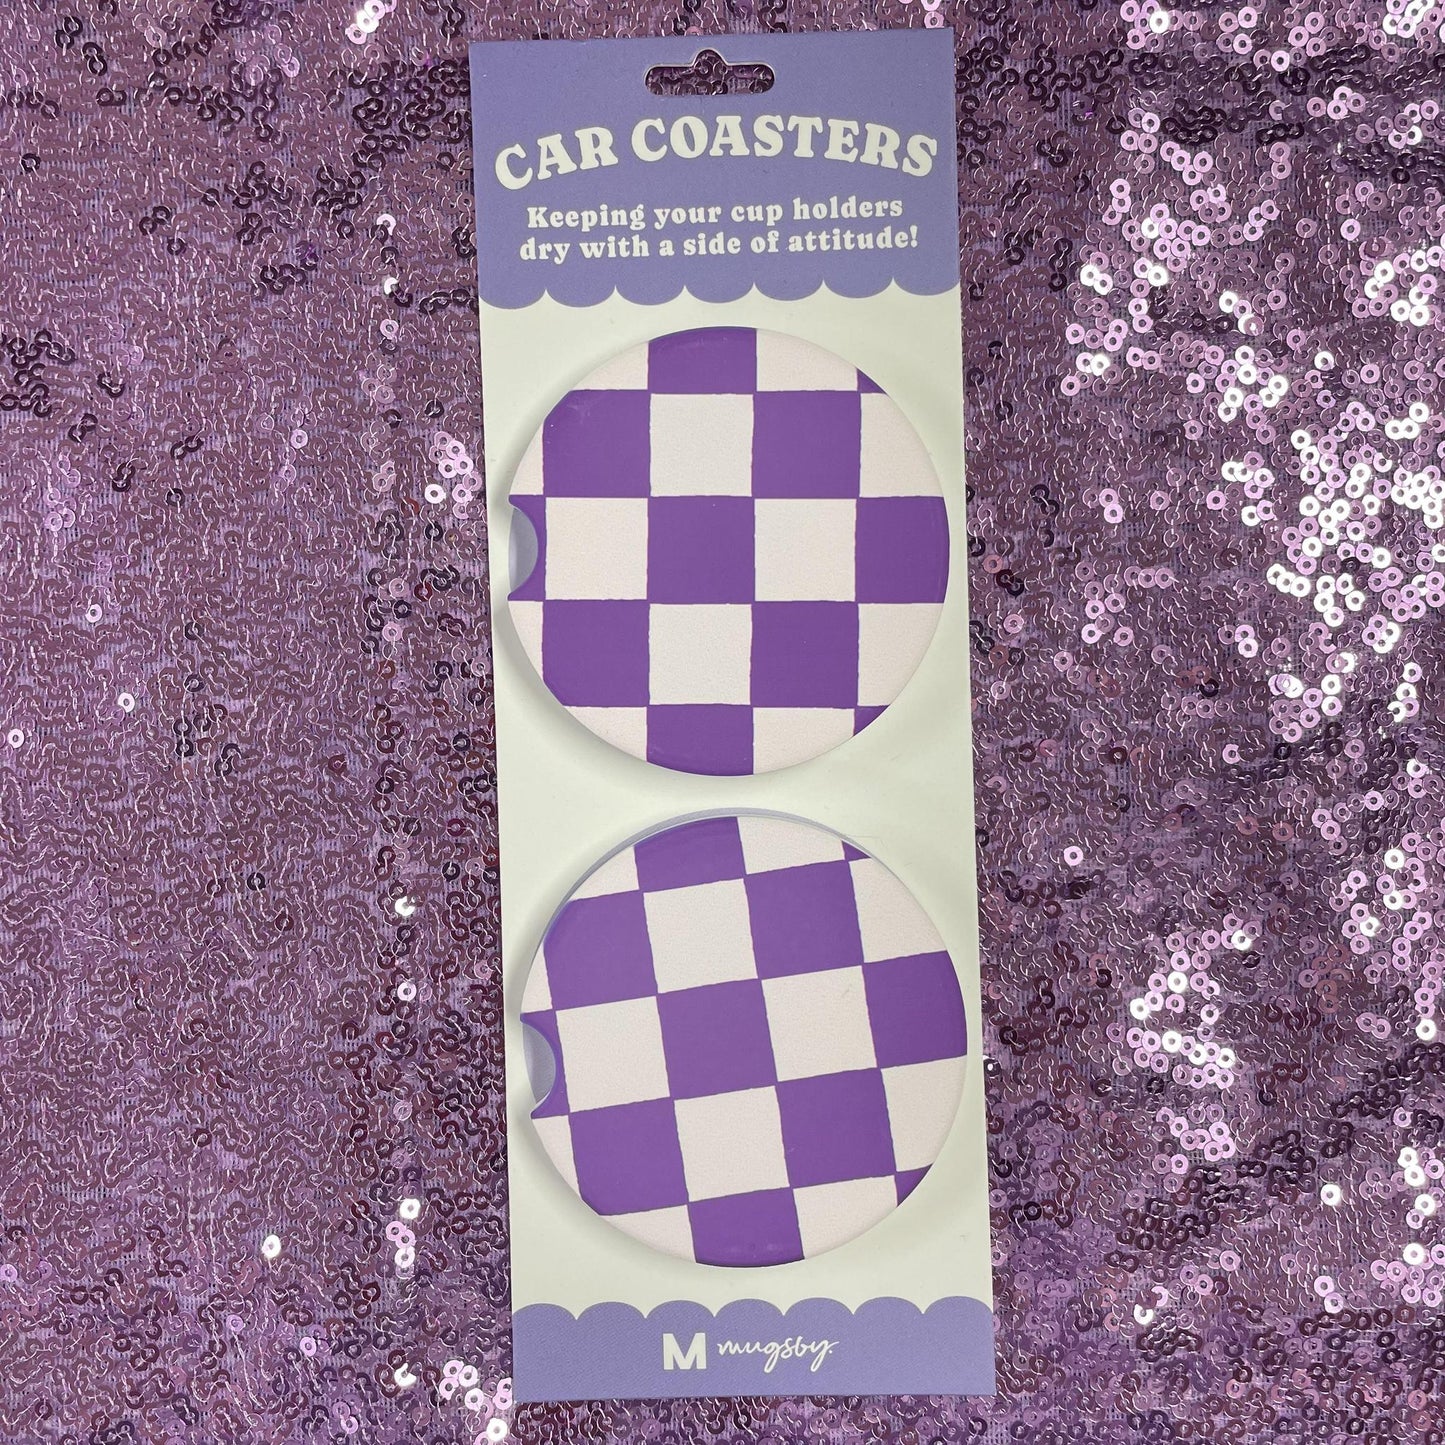 CAR COASTERS
Keeping your cup holders
dry with a side of attitude!
M mugsby.